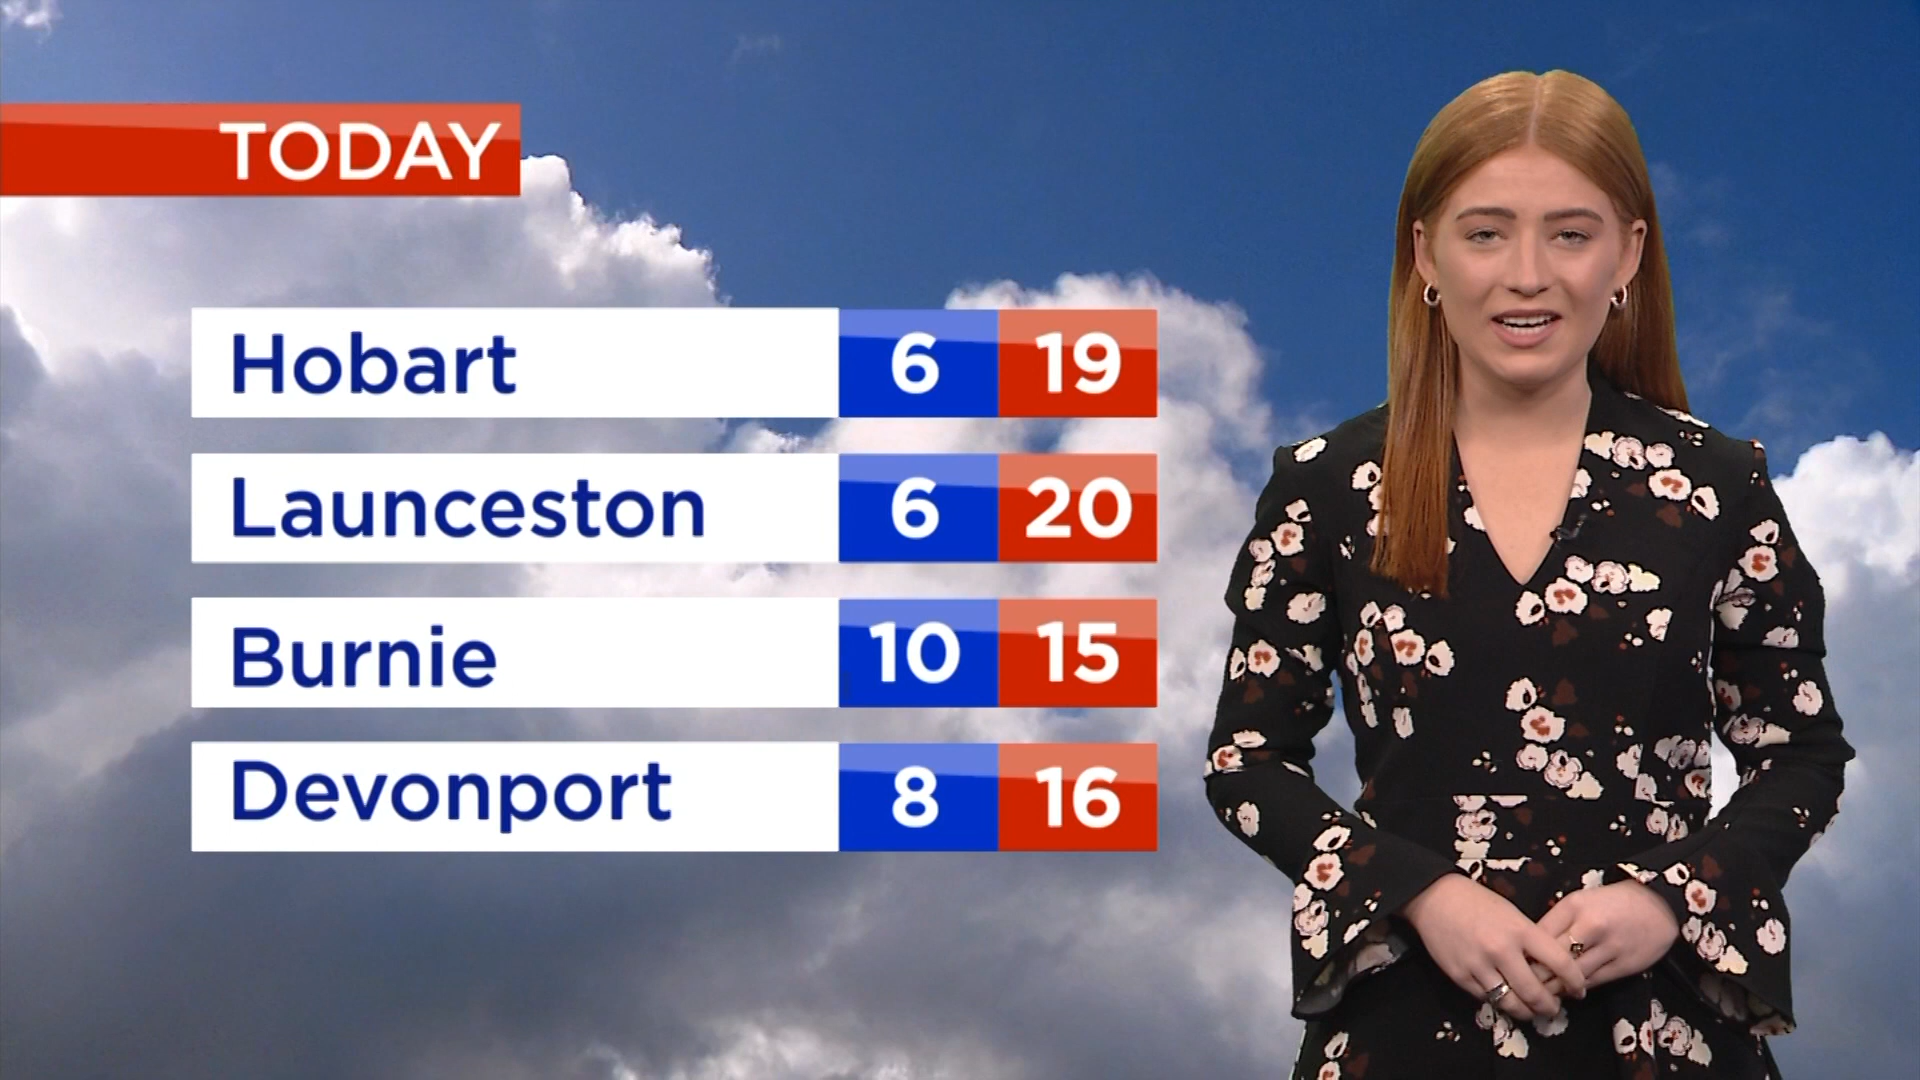 TODAY
Hobart 6 19
Launceston 6 20
Burnie 10 15
Devonport 8 16